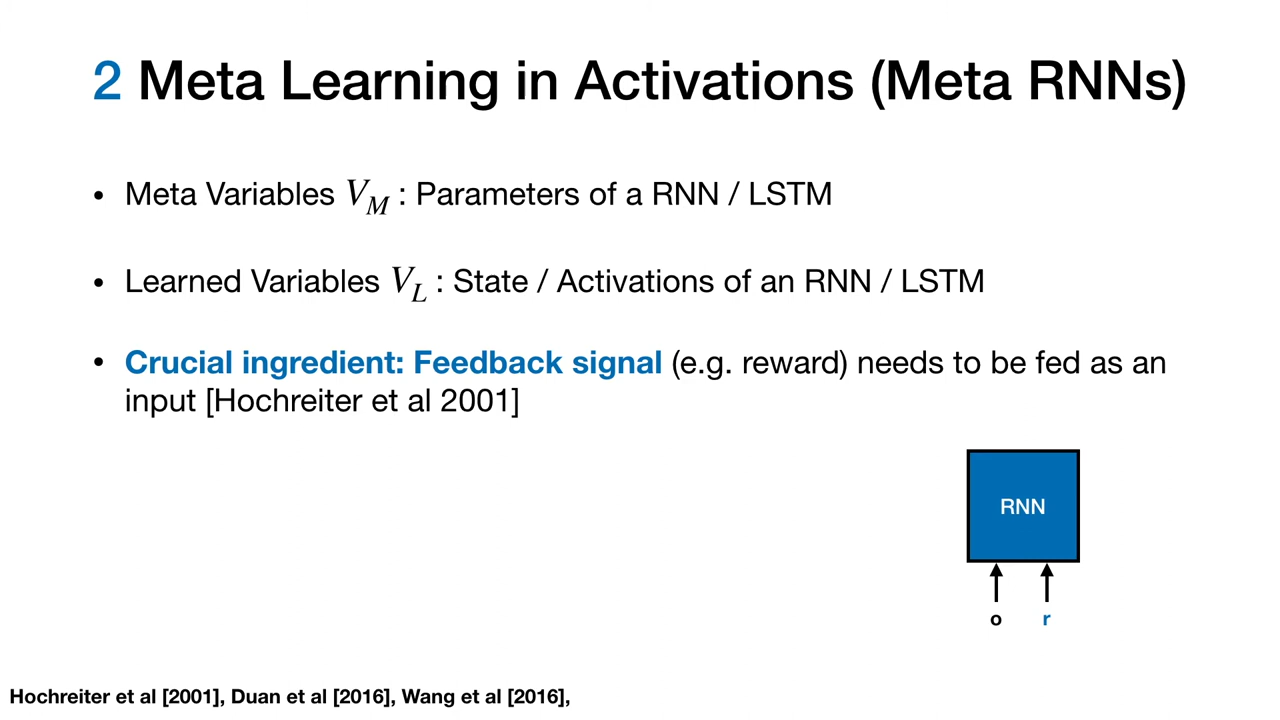 2 Meta Learning in Activations (Meta RNNs)
• Meta Variables V_M : Parameters of a RNN / LSTM
• Learned Variables V_L : State / Activations of an RNN / LSTM
• Crucial ingredient: Feedback signal (e.g. reward) needs to be fed as an
input [Hochreiter et al 2001]
RNN
o r
Hochreiter et al [2001], Duan et al [2016], Wang et al [2016],